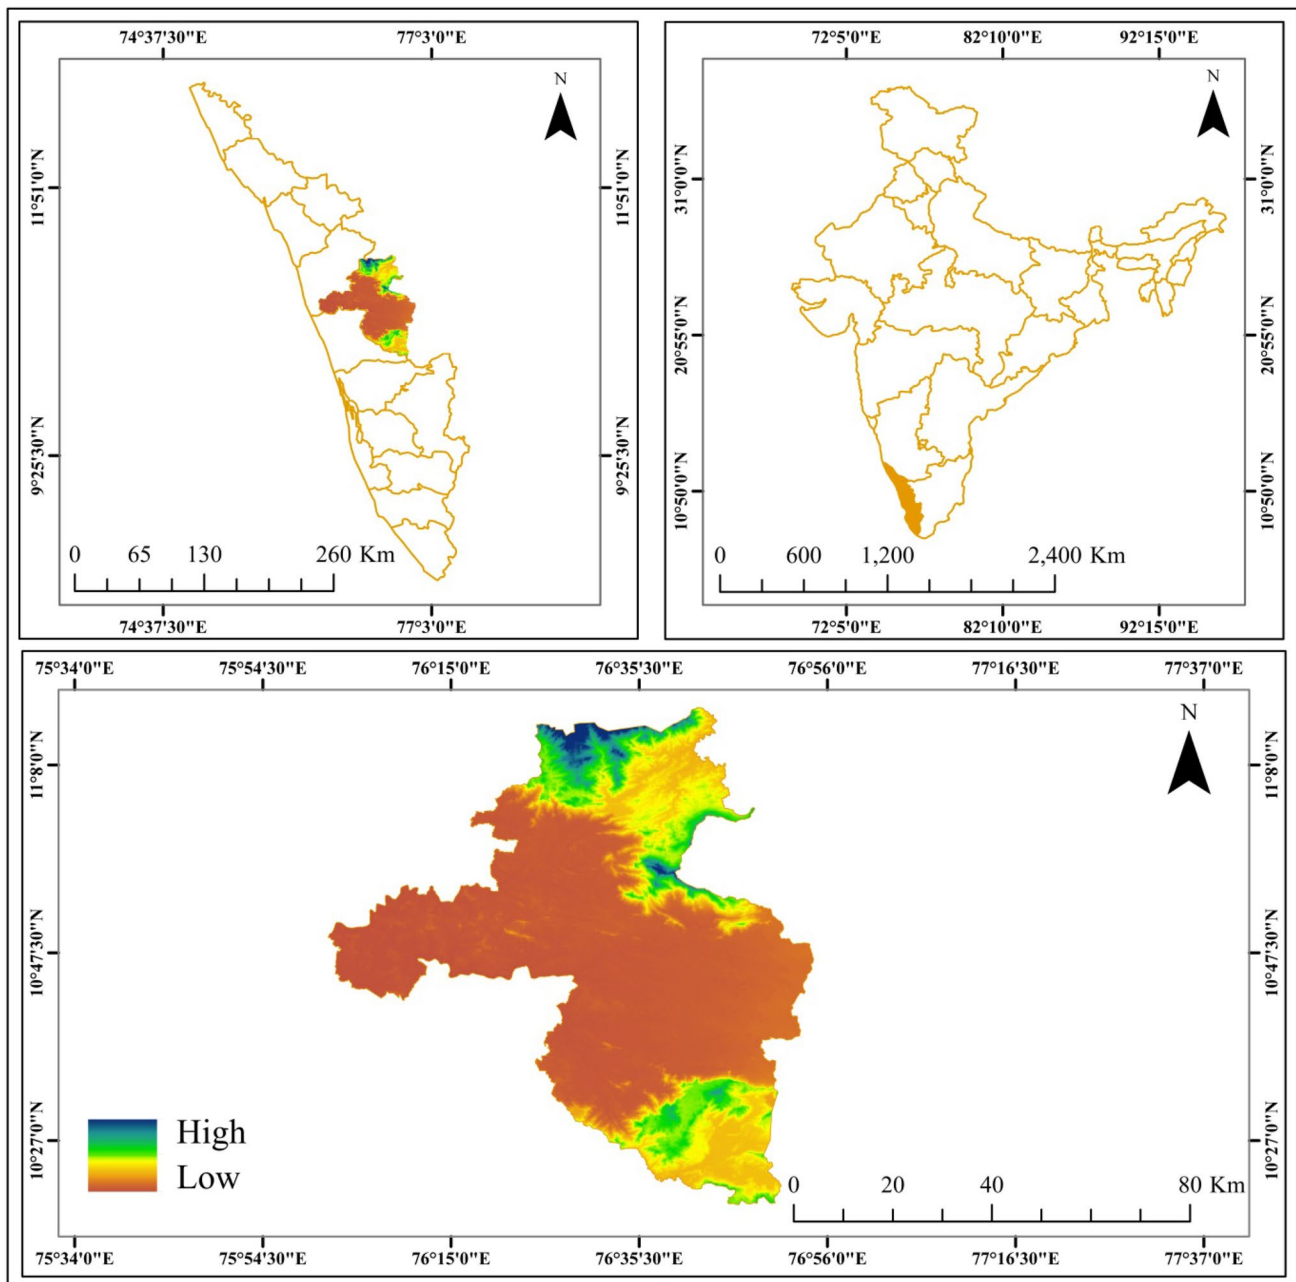 74°37'30"E 77°3'0"E
N
11°51'0"N 11°51'0"N
9°25'30"N 9°25'30"N
0 65 130 260 Km
74°37'30"E 77°3'0"E
72°5'0"E 82°10'0"E 92°15'0"E
N
31°0'0"N 31°0'0"N
20°55'0"N 20°55'0"N
10°50'0"N 10°50'0"N
0 600 1,200 2,400 Km
72°5'0"E 82°10'0"E 92°15'0"E
75°34'0"E 75°54'30"E 76°15'0"E 76°35'30"E 76°56'0"E 77°16'30"E 77°37'0"E
N
11°8'0"N 11°8'0"N
10°47'30"N 10°47'30"N
10°27'0"N 10°27'0"N
High
Low
0 20 40 80 Km
75°34'0"E 75°54'30"E 76°15'0"E 76°35'30"E 76°56'0"E 77°16'30"E 77°37'0"E